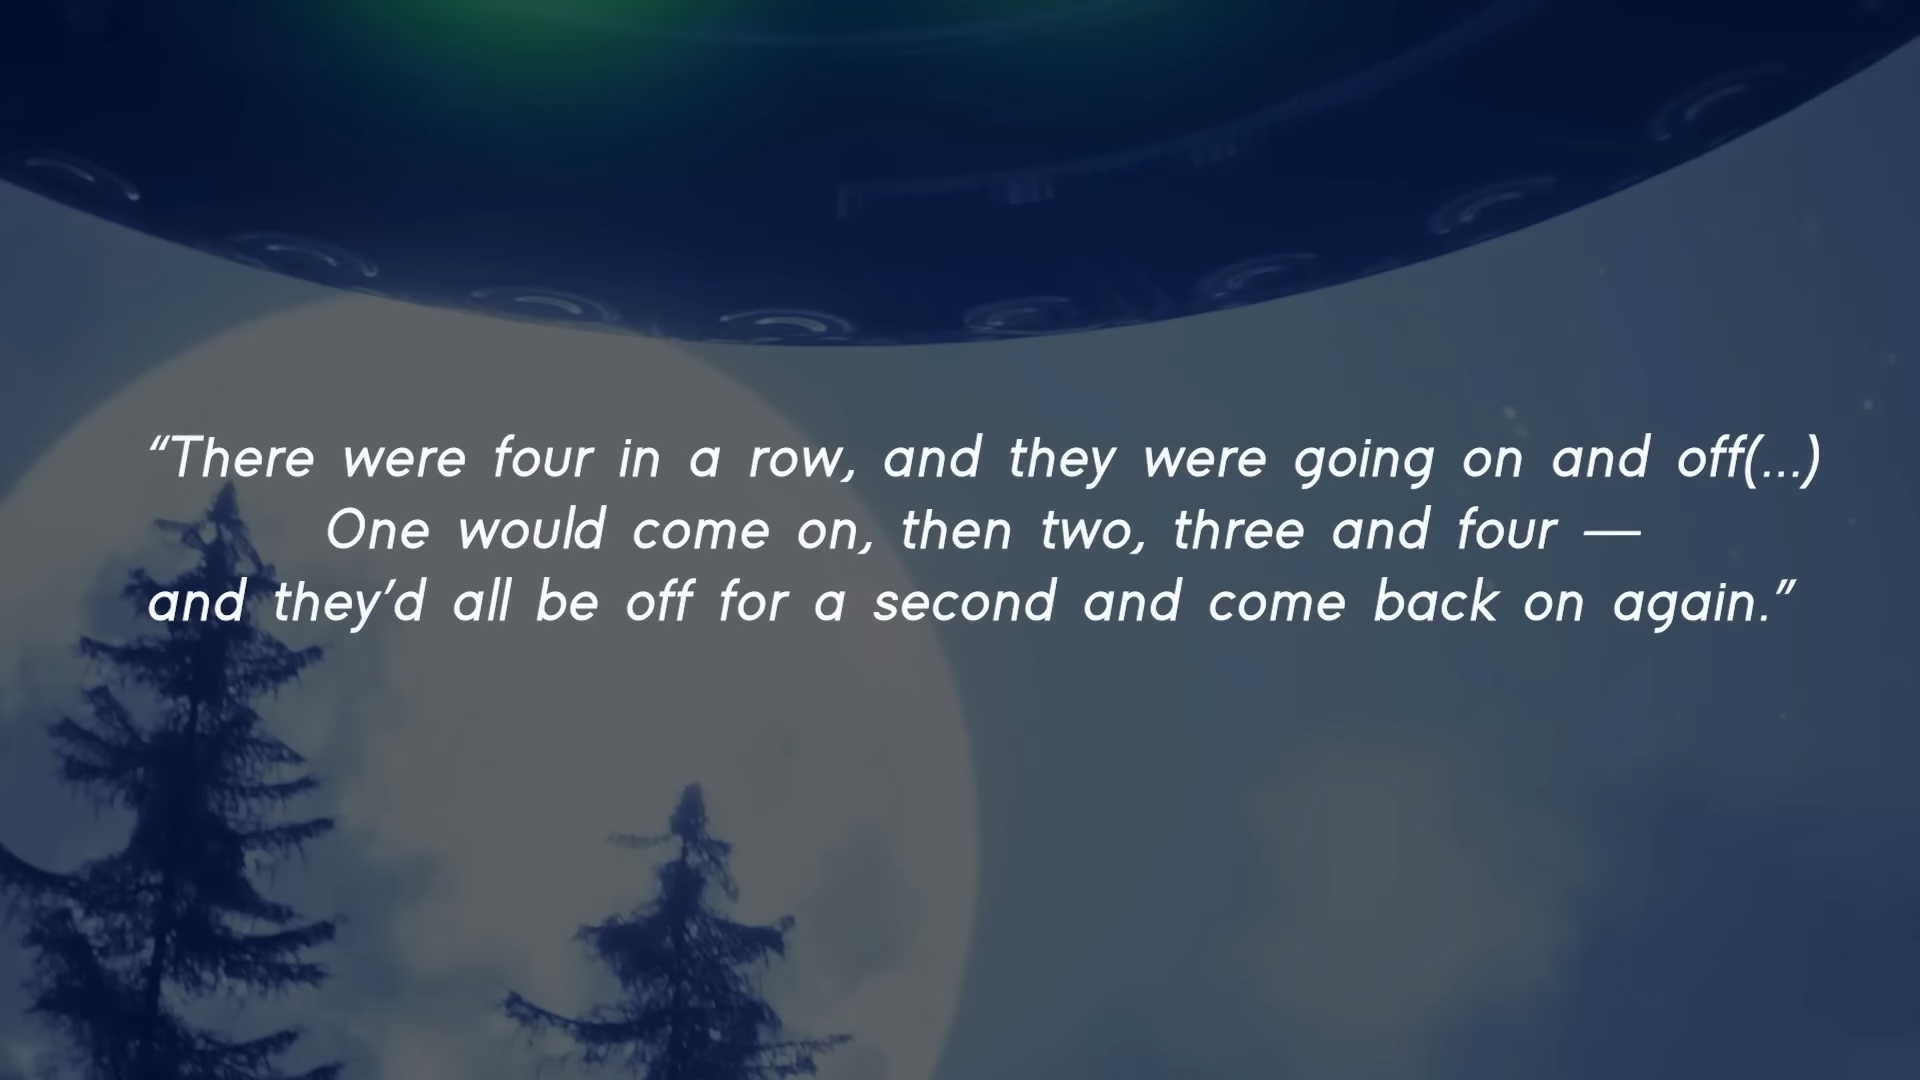 “There were four in a row, and they were going on and off(...)
One would come on, then two, three and four —
and they’d all be off for a second and come back on again.”